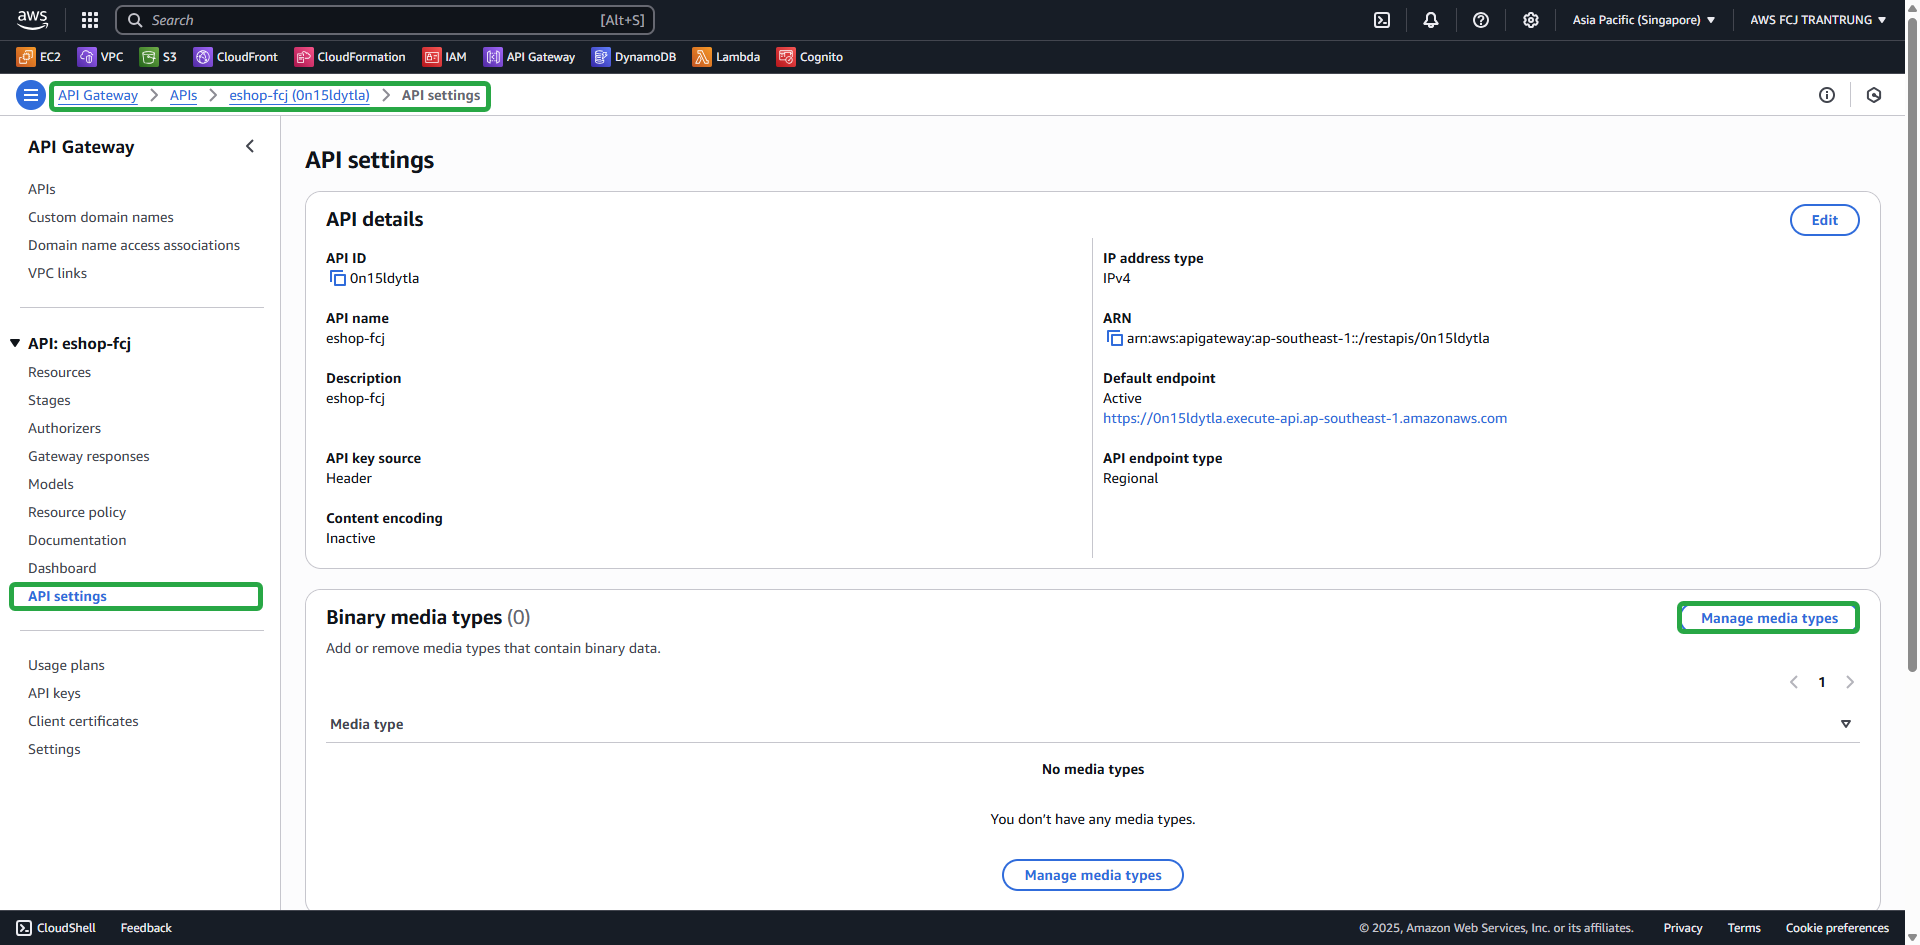 aws
Search [Alt+S]
Asia Pacific (Singapore)
AWS FCJ TRANTRUNG
EC2 VPC S3 CloudFront CloudFormation IAM API Gateway DynamoDB Lambda Cognito
API Gateway > APIs > eshop-fcj (0n15ldytla) > API settings
API Gateway
APIs
Custom domain names
Domain name access associations
VPC links
API: eshop-fcj
Resources
Stages
Authorizers
Gateway responses
Models
Resource policy
Documentation
Dashboard
API settings
Usage plans
API keys
Client certificates
Settings
API settings
API details
Edit
API ID
0n15ldytla
API name
eshop-fcj
Description
eshop-fcj
API key source
Header
Content encoding
Inactive
IP address type
IPv4
ARN
arn:aws:apigateway:ap-southeast-1::/restapis/0n15ldytla
Default endpoint
Active
https://0n15ldytla.execute-api.ap-southeast-1.amazonaws.com
API endpoint type
Regional
Binary media types (0)
Manage media types
Add or remove media types that contain binary data.
1
Media type
No media types
You don't have any media types.
Manage media types
CloudShell Feedback
© 2025, Amazon Web Services, Inc. or its affiliates. Privacy Terms Cookie preferences